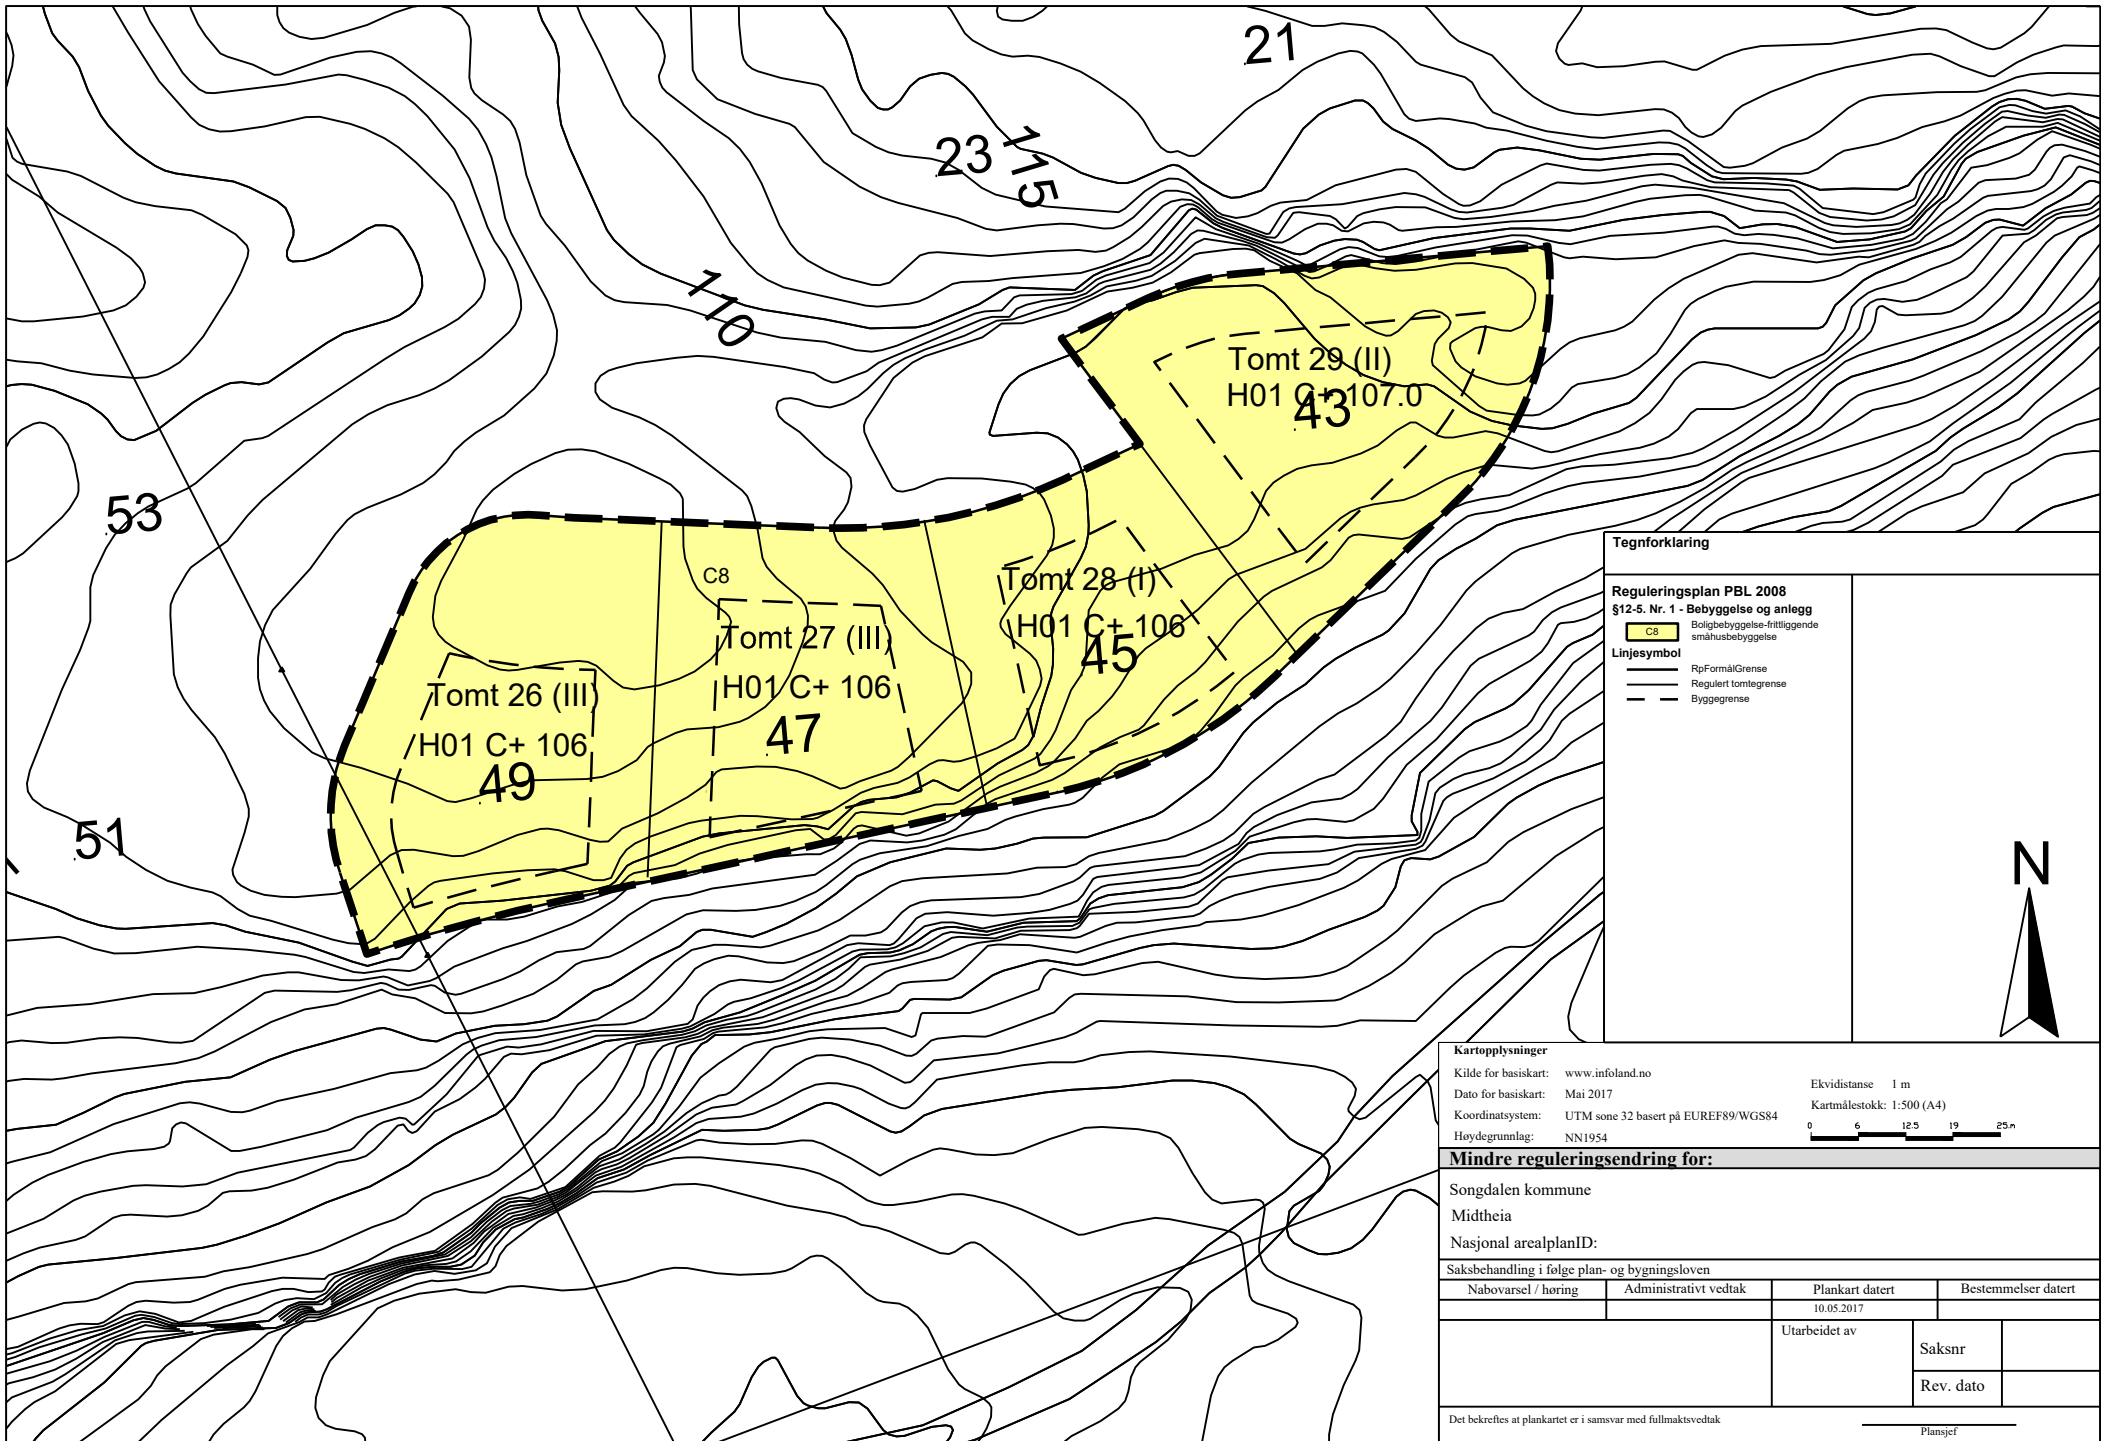 21
23
115
110
Tomt 29 (II)
H01 C+ 107.0
43
53
C8
Tomt 28 (I)
H01 C+ 106
45
Tomt 27 (III)
H01 C+ 106
47
Tomt 26 (III)
H01 C+ 106
49
51
Tegnforklaring
Reguleringsplan PBL 2008
§12-5. Nr. 1 - Bebyggelse og anlegg
C8
Boligbebyggelse-frittliggende
småhusbebyggelse
Linjesymbol
RpFormålGrense
Regulert tomtegrense
Byggegrense
N
Kartopplysninger
Kilde for basiskart: www.infoland.no
Dato for basiskart: Mai 2017
Koordinatsystem: UTM sone 32 basert på EUREF89/WGS84
Høydegrunnlag: NN1954
Ekvidistanse 1 m
Kartmålestokk: 1:500 (A4)
0 6 12.5 19 25m
Mindre reguleringsendring for:
Songdalen kommune
Midtheia
Nasjonal arealplanID:
Saksbehandling i følge plan- og bygningsloven
Nabovarsel / høring Administrativt vedtak Plankart datert Bestemmelser datert
10.05.2017
Utarbeidet av
Saksnr
Rev. dato
Det bekreftes at plankartet er i samsvar med fullmaktsvedtak
Plansjef